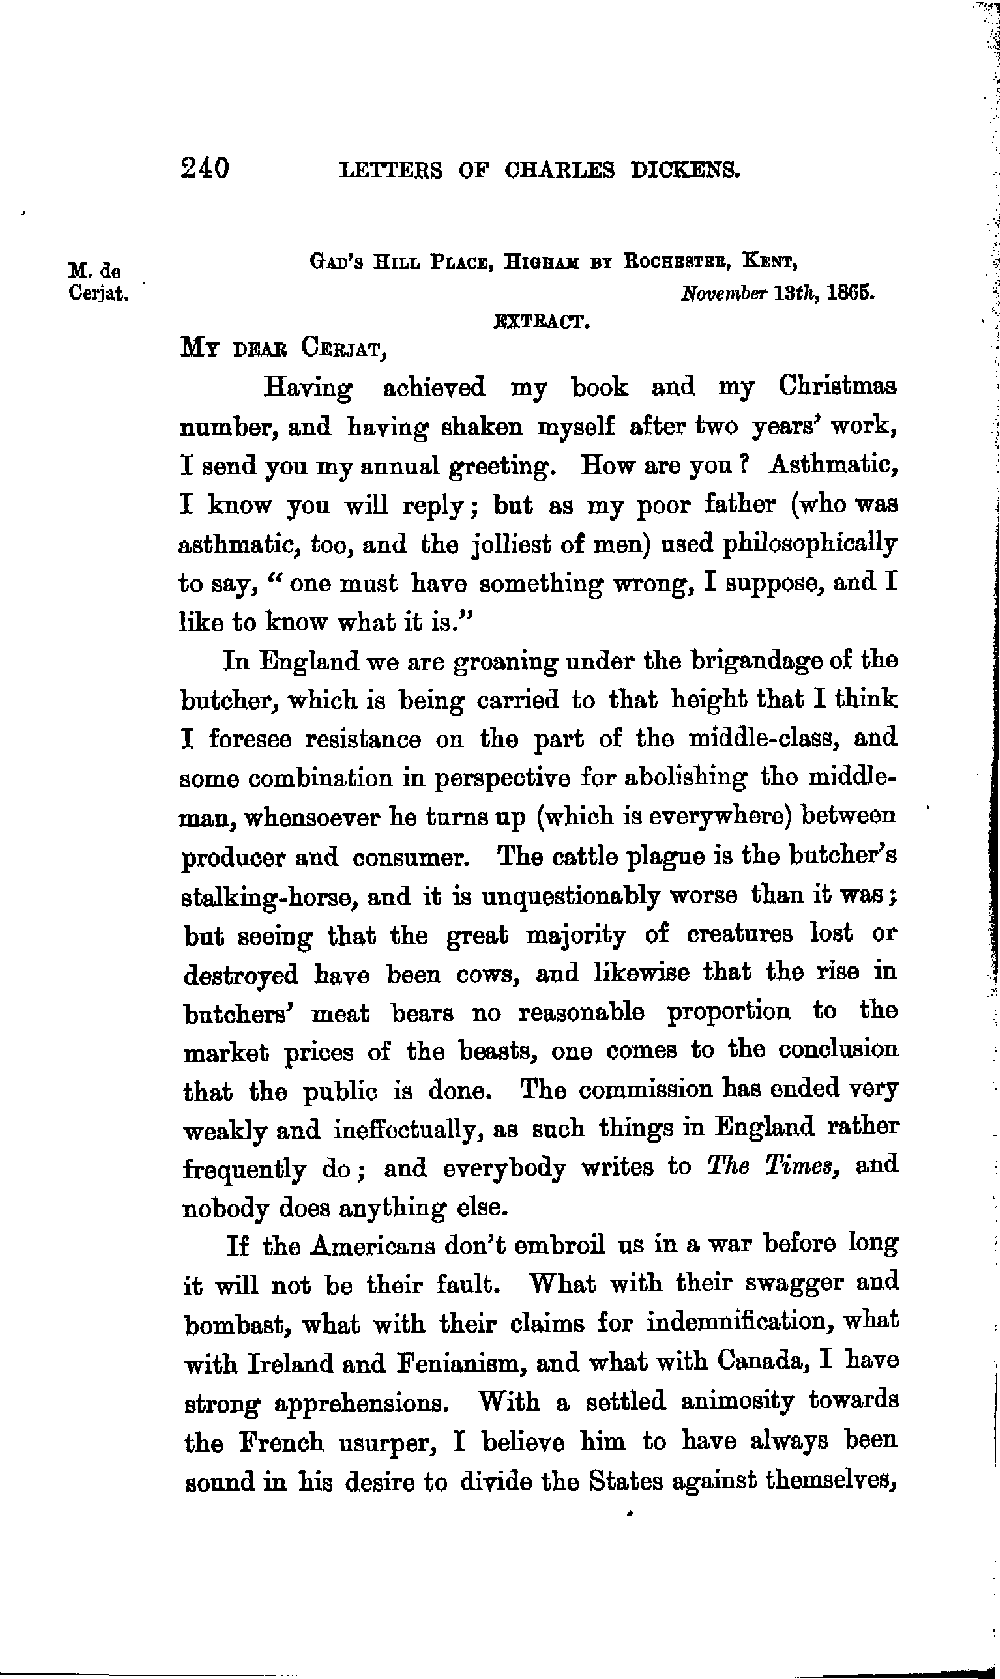 240 LETTERS OF CHARLES DICKENS.
M. de
Cerjat.
GAD'S HILL PLACE, HIGHAM BY ROCHESTER, KENT,
November 13th, 1865.
EXTRACT.
MY DEAR CERJAT,
Having achieved my book and my Christmas
number, and having shaken myself after two years' work,
I send you my annual greeting. How are you? Asthmatic,
I know you will reply; but as my poor father (who was
asthmatic, too, and the jolliest of men) used philosophically
to say, "one must have something wrong, I suppose, and I
like to know what it is."
In England we are groaning under the brigandage of the
butcher, which is being carried to that height that I think
I foresee resistance on the part of the middle-class, and
some combination in perspective for abolishing the middle-
man, whensoever he turns up (which is everywhere) between
producer and consumer. The cattle plague is the butcher's
stalking-horse, and it is unquestionably worse than it was;
but seeing that the great majority of creatures lost or
destroyed have been cows, and likewise that the rise in
butchers' meat bears no reasonable proportion to the
market prices of the beasts, one comes to the conclusion
that the public is done. The commission has ended very
weakly and ineffectually, as such things in England rather
frequently do; and everybody writes to The Times, and
nobody does anything else.
If the Americans don't embroil us in a war before long
it will not be their fault. What with their swagger and
bombast, what with their claims for indemnification, what
with Ireland and Fenianism, and what with Canada, I have
strong apprehensions. With a settled animosity towards
the French usurper, I believe him to have always been
sound in his desire to divide the States against themselves,